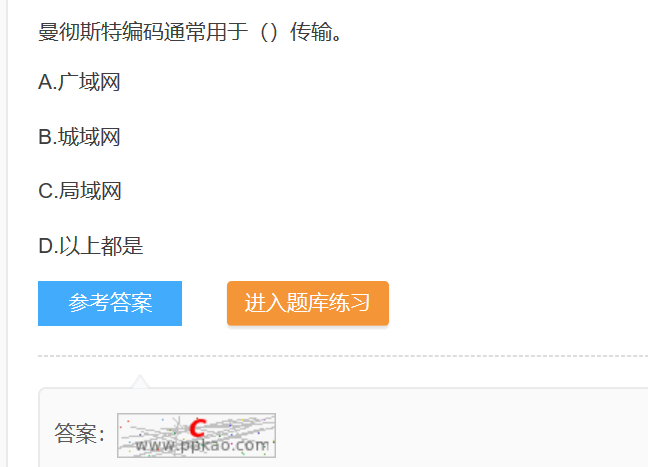 曼彻斯特编码通常用于（）传输。
A.广域网
B.城域网
C.局域网
D.以上都是
参考答案 进入题库练习
答案： C
www.ppkao.com